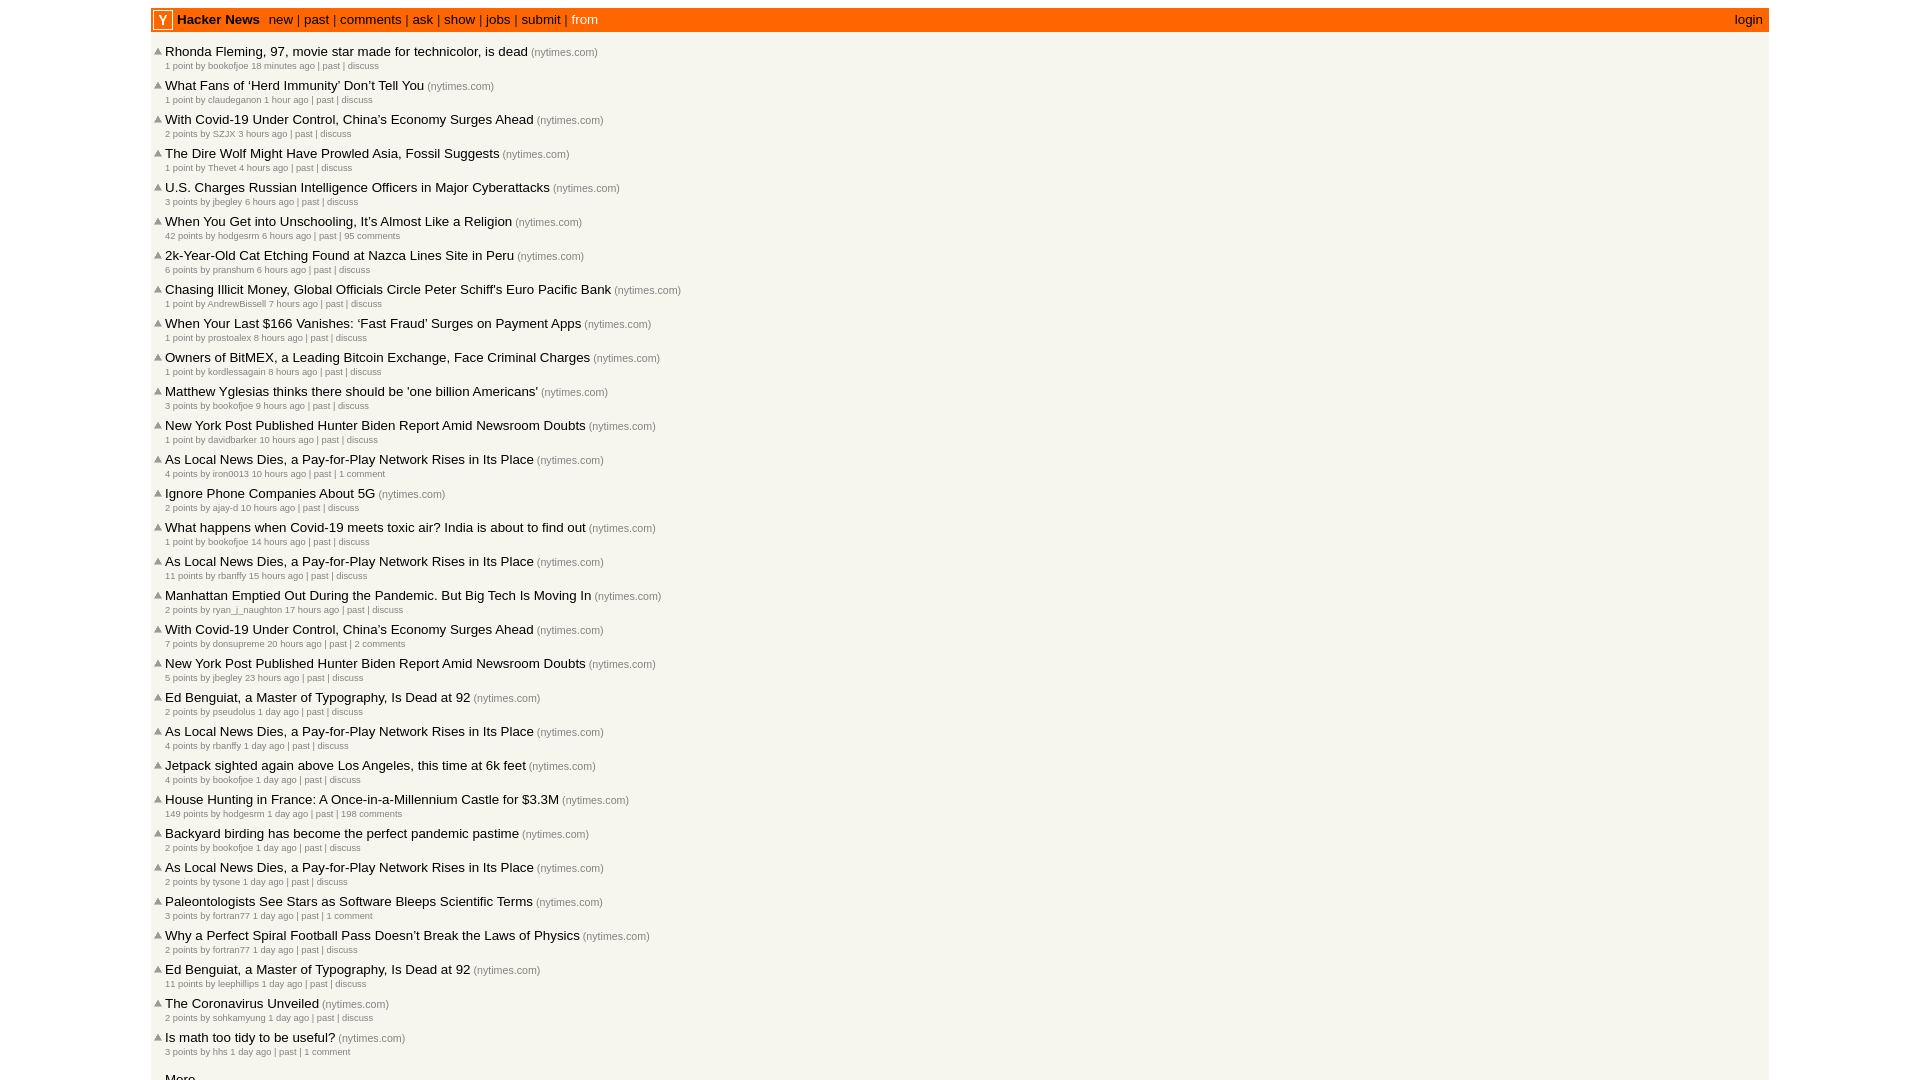 Y Hacker News new | past | comments | ask | show | jobs | submit | from login
Rhonda Fleming, 97, movie star made for technicolor, is dead (nytimes.com)
1 point by bookofjoe 18 minutes ago | past | discuss
What Fans of ‘Herd Immunity’ Don’t Tell You (nytimes.com)
1 point by claudeganon 1 hour ago | past | discuss
With Covid-19 Under Control, China’s Economy Surges Ahead (nytimes.com)
2 points by SZJX 3 hours ago | past | discuss
The Dire Wolf Might Have Prowled Asia, Fossil Suggests (nytimes.com)
1 point by Thevet 4 hours ago | past | discuss
U.S. Charges Russian Intelligence Officers in Major Cyberattacks (nytimes.com)
3 points by jbegley 6 hours ago | past | discuss
When You Get into Unschooling, It’s Almost Like a Religion (nytimes.com)
42 points by hodgesrm 6 hours ago | past | 95 comments
2k-Year-Old Cat Etching Found at Nazca Lines Site in Peru (nytimes.com)
6 points by pranshum 6 hours ago | past | discuss
Chasing Illicit Money, Global Officials Circle Peter Schiff's Euro Pacific Bank (nytimes.com)
1 point by AndrewBissell 7 hours ago | past | discuss
When Your Last $166 Vanishes: ‘Fast Fraud’ Surges on Payment Apps (nytimes.com)
1 point by prostoalex 8 hours ago | past | discuss
Owners of BitMEX, a Leading Bitcoin Exchange, Face Criminal Charges (nytimes.com)
1 point by kordlessagain 8 hours ago | past | discuss
Matthew Yglesias thinks there should be 'one billion Americans' (nytimes.com)
3 points by bookofjoe 9 hours ago | past | discuss
New York Post Published Hunter Biden Report Amid Newsroom Doubts (nytimes.com)
1 point by davidbarker 10 hours ago | past | discuss
As Local News Dies, a Pay-for-Play Network Rises in Its Place (nytimes.com)
4 points by iron0013 10 hours ago | past | 1 comment
Ignore Phone Companies About 5G (nytimes.com)
2 points by ajay-d 10 hours ago | past | discuss
What happens when Covid-19 meets toxic air? India is about to find out (nytimes.com)
1 point by bookofjoe 14 hours ago | past | discuss
As Local News Dies, a Pay-for-Play Network Rises in Its Place (nytimes.com)
11 points by rbanffy 15 hours ago | past | discuss
Manhattan Emptied Out During the Pandemic. But Big Tech Is Moving In (nytimes.com)
2 points by ryan_j_naughton 17 hours ago | past | discuss
With Covid-19 Under Control, China’s Economy Surges Ahead (nytimes.com)
7 points by donsupreme 20 hours ago | past | 2 comments
New York Post Published Hunter Biden Report Amid Newsroom Doubts (nytimes.com)
5 points by jbegley 23 hours ago | past | discuss
Ed Benguiat, a Master of Typography, Is Dead at 92 (nytimes.com)
2 points by pseudolus 1 day ago | past | discuss
As Local News Dies, a Pay-for-Play Network Rises in Its Place (nytimes.com)
4 points by rbanffy 1 day ago | past | discuss
Jetpack sighted again above Los Angeles, this time at 6k feet (nytimes.com)
4 points by bookofjoe 1 day ago | past | discuss
House Hunting in France: A Once-in-a-Millennium Castle for $3.3M (nytimes.com)
149 points by hodgesrm 1 day ago | past | 198 comments
Backyard birding has become the perfect pandemic pastime (nytimes.com)
2 points by bookofjoe 1 day ago | past | discuss
As Local News Dies, a Pay-for-Play Network Rises in Its Place (nytimes.com)
2 points by tysone 1 day ago | past | discuss
Paleontologists See Stars as Software Bleeps Scientific Terms (nytimes.com)
3 points by fortran77 1 day ago | past | 1 comment
Why a Perfect Spiral Football Pass Doesn’t Break the Laws of Physics (nytimes.com)
2 points by fortran77 1 day ago | past | discuss
Ed Benguiat, a Master of Typography, Is Dead at 92 (nytimes.com)
11 points by leephillips 1 day ago | past | discuss
The Coronavirus Unveiled (nytimes.com)
2 points by sohkamyung 1 day ago | past | discuss
Is math too tidy to be useful? (nytimes.com)
3 points by hhs 1 day ago | past | 1 comment
More